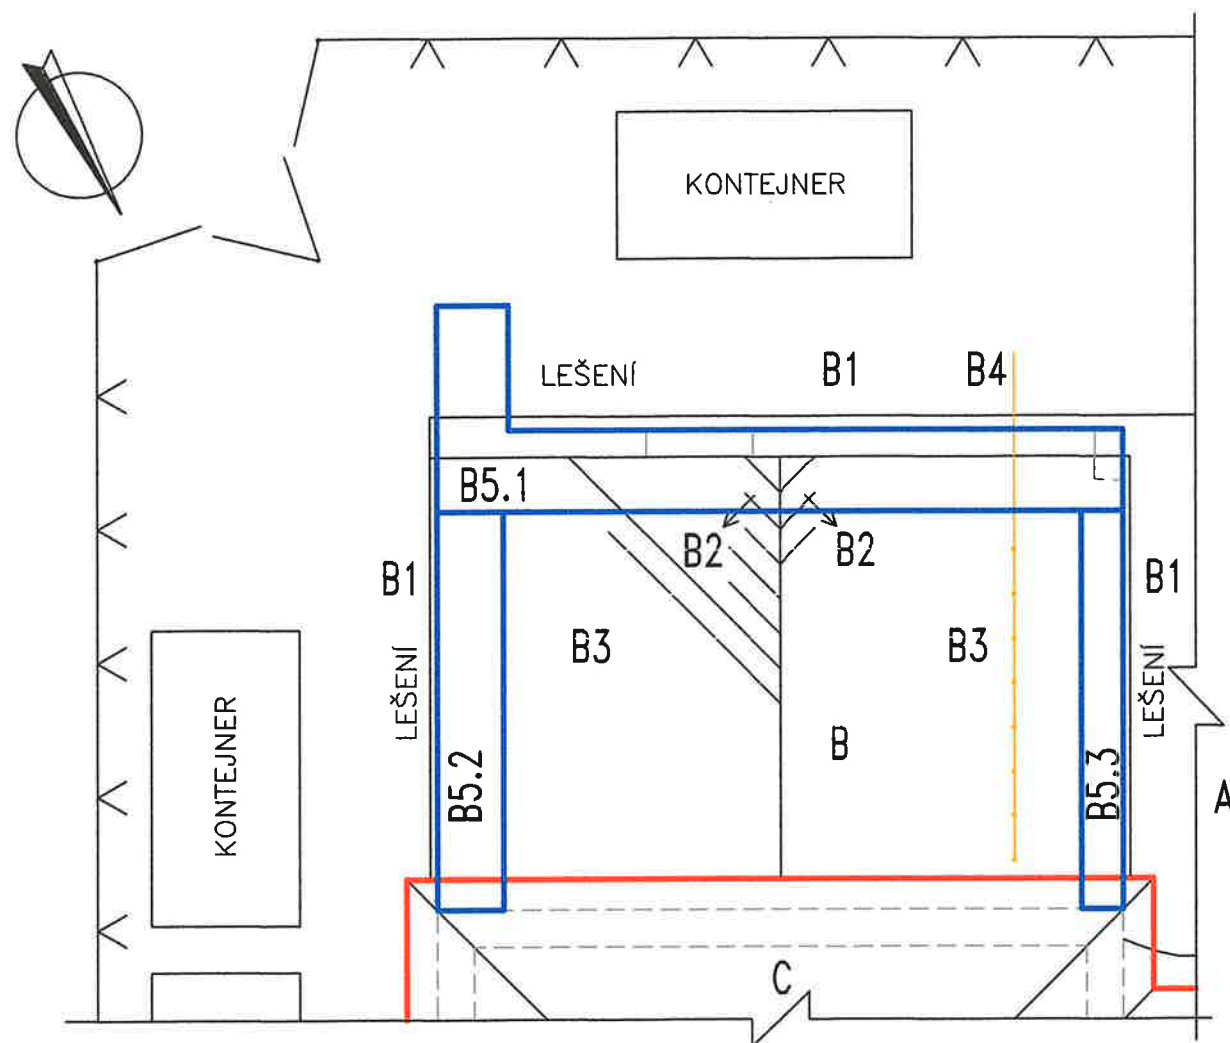 KONTEJNER
LEŠENÍ
B1
B4
B5.1
B2
B2
B1
B1
B3
B3
LEŠENÍ
LEŠENÍ
KONTEJNER
B
B5.2
B5.3
A
C